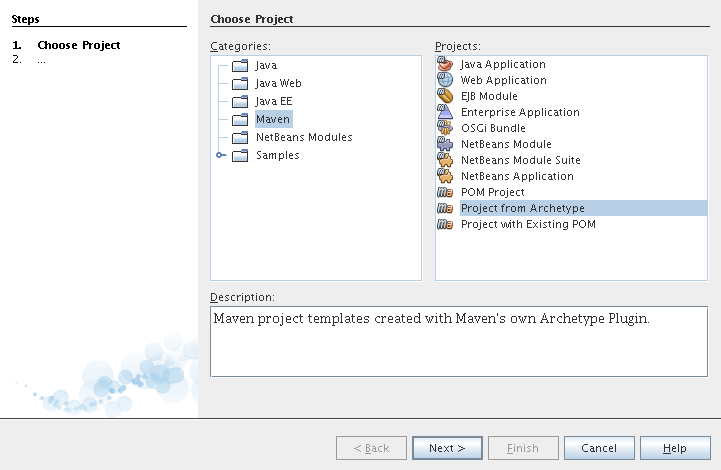 Steps
1. Choose Project
2. ...
Choose Project
Categories:
Java
Java Web
Java EE
Maven
NetBeans Modules
Samples
Projects:
Java Application
Web Application
EJB Module
Enterprise Application
OSGi Bundle
NetBeans Module
NetBeans Module Suite
NetBeans Application
POM Project
Project from Archetype
Project with Existing POM
Description:
Maven project templates created with Maven's own Archetype Plugin.
< Back
Next >
Finish
Cancel
Help